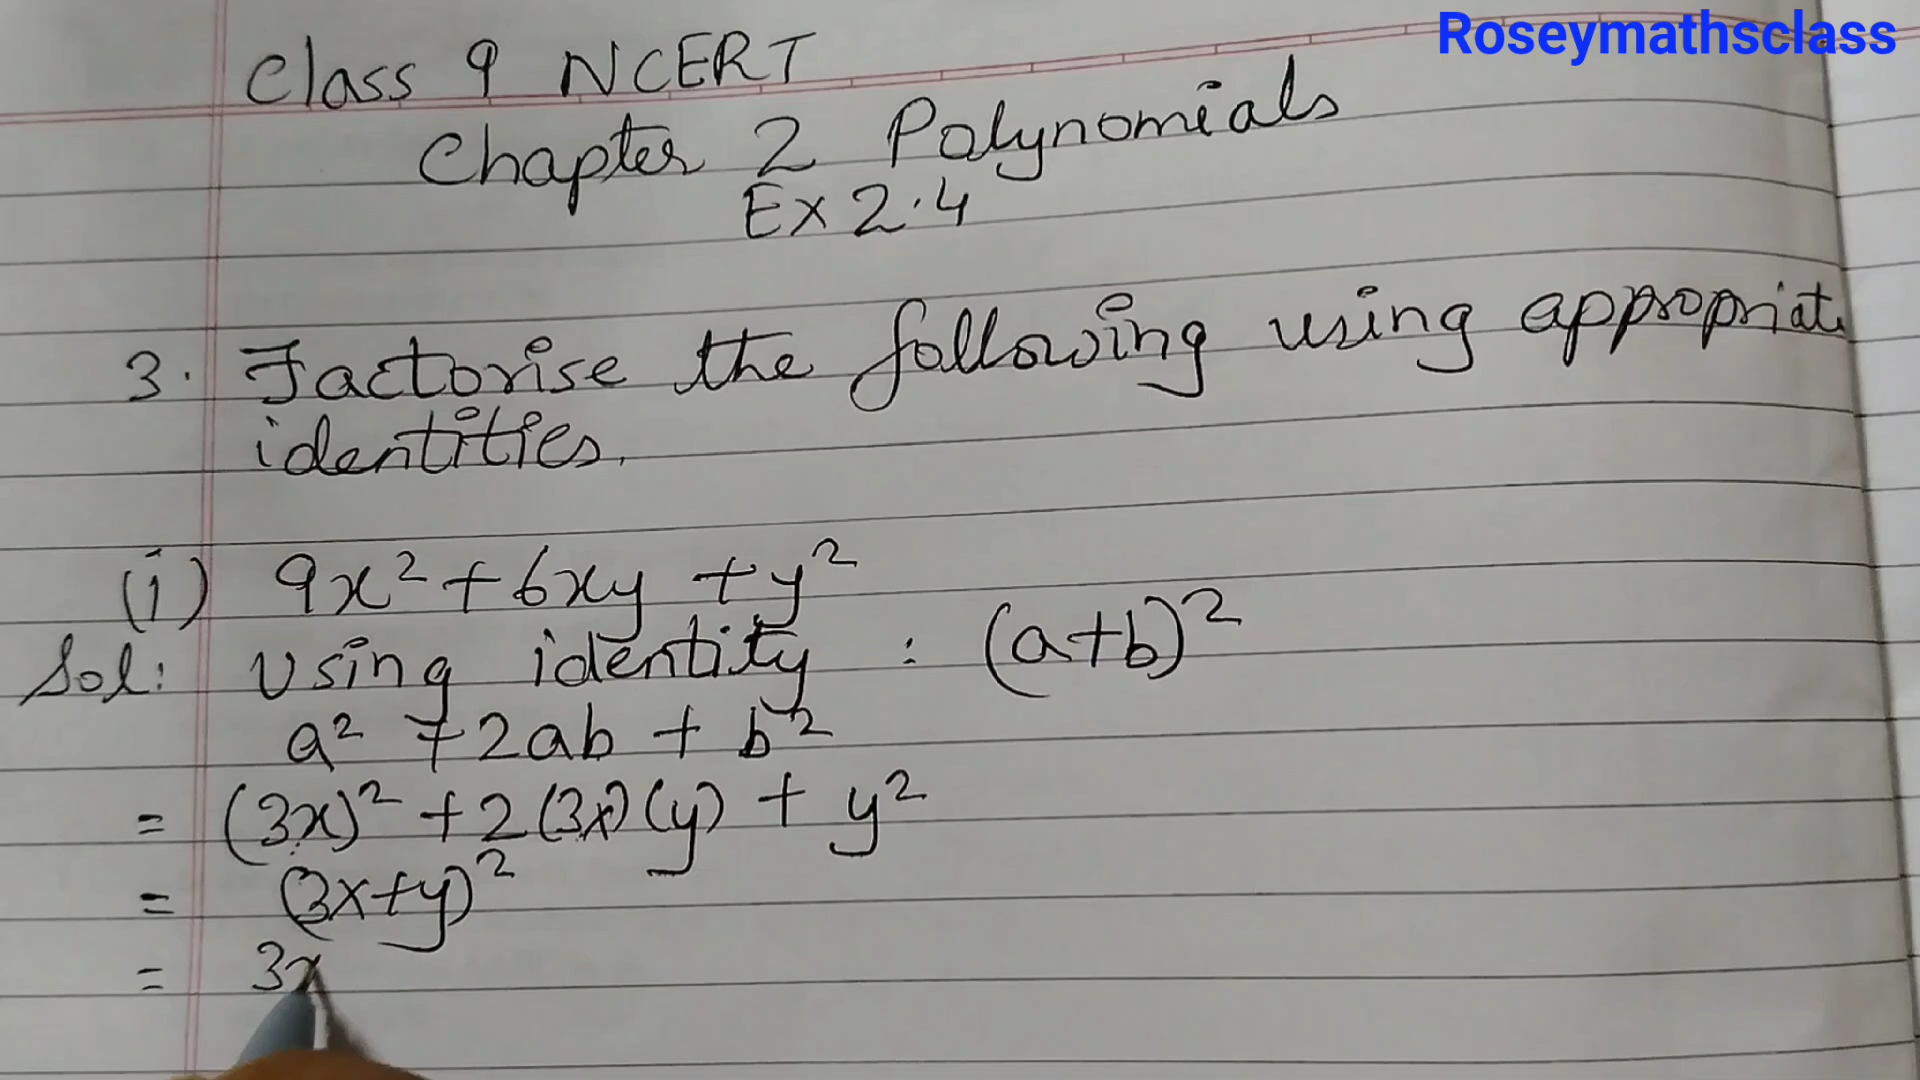 Roseymathsclass
Class 9 NCERT
Chapter 2 Polynomials
Ex 2.4
3. Factorise the following using appropriate
identities.
(i) 9x² + 6xy + y²
Sol: Using identity : (a+b)²
a² + 2ab + b²
= (3x)² + 2(3x)(y) + y²
= (3x+y)²
= 3x